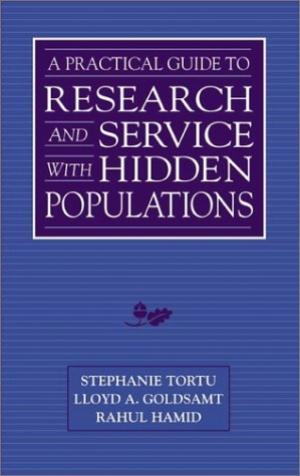 A PRACTICAL GUIDE TO
RESEARCH
AND SERVICE
WITH HIDDEN
POPULATIONS
STEPHANIE TORTU
LLOYD A. GOLDSAMT
RAHUL HAMID